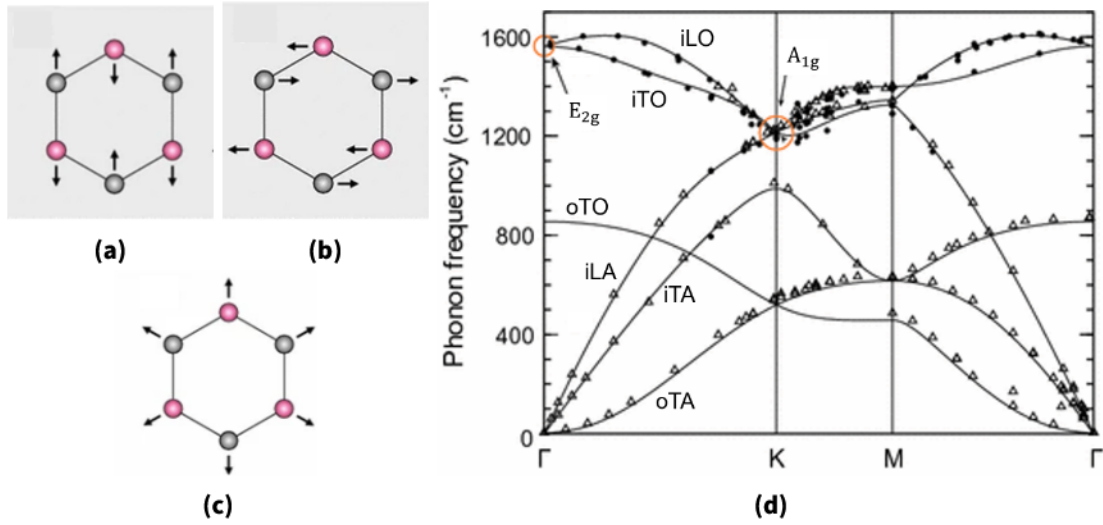 (a)
(b)
(c)
Phonon frequency (cm⁻¹)
1600
1200
800
400
0
iLO
iTO
E₂g
A₁g
oTO
iLA
iTA
oTA
Γ
K
M
Γ
(d)